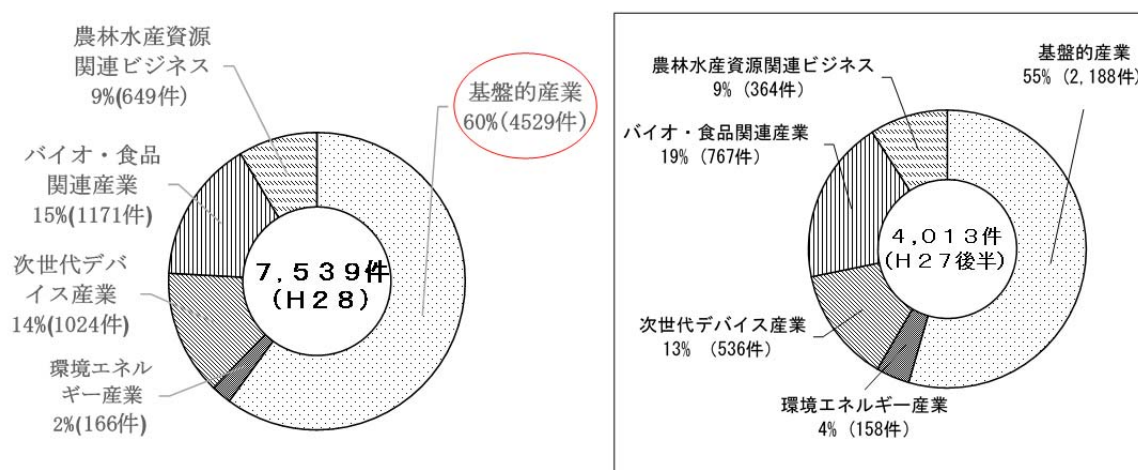 農林水産資源
関連ビジネス
9%(649件)
基盤的産業
60%(4529件)
バイオ・食品
関連産業
15%(1171件)
次世代デバ
イス産業
14%(1024件)
環境エネル
ギー産業
2%(166件)
7,539件
(H28)
基盤的産業
55% (2,188件)
農林水産資源関連ビジネス
9% (364件)
バイオ・食品関連産業
19% (767件)
次世代デバイス産業
13% (536件)
環境エネルギー産業
4% (158件)
4,013件
(H27後半)